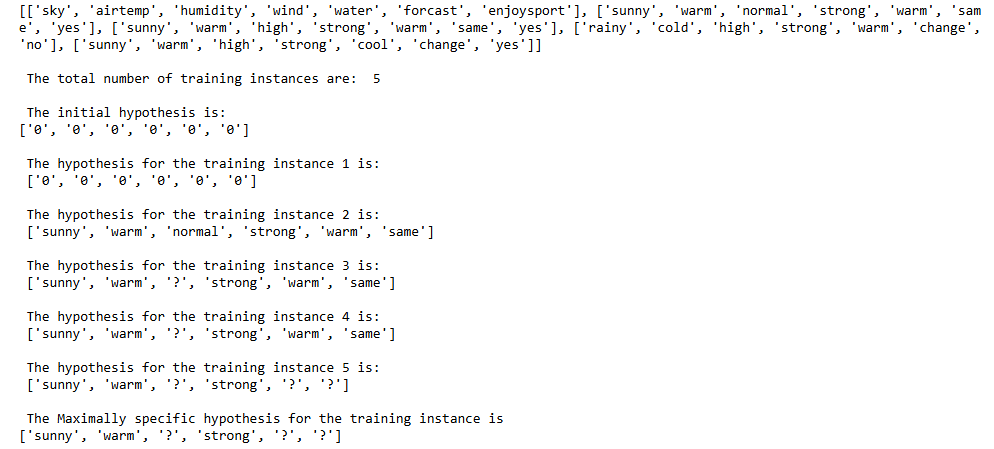 [['sky', 'airtemp', 'humidity', 'wind', 'water', 'forcast', 'enjoysport'], ['sunny', 'warm', 'normal', 'strong', 'warm', 'sam
e', 'yes'], ['sunny', 'warm', 'high', 'strong', 'warm', 'same', 'yes'], ['rainy', 'cold', 'high', 'strong', 'warm', 'change',
'no'], ['sunny', 'warm', 'high', 'strong', 'cool', 'change', 'yes']]
The total number of training instances are:  5
The initial hypothesis is:
['0', '0', '0', '0', '0', '0']
The hypothesis for the training instance 1 is:
['0', '0', '0', '0', '0', '0']
The hypothesis for the training instance 2 is:
['sunny', 'warm', 'normal', 'strong', 'warm', 'same']
The hypothesis for the training instance 3 is:
['sunny', 'warm', '?', 'strong', 'warm', 'same']
The hypothesis for the training instance 4 is:
['sunny', 'warm', '?', 'strong', 'warm', 'same']
The hypothesis for the training instance 5 is:
['sunny', 'warm', '?', 'strong', '?', '?']
The Maximally specific hypothesis for the training instance is
['sunny', 'warm', '?', 'strong', '?', '?']